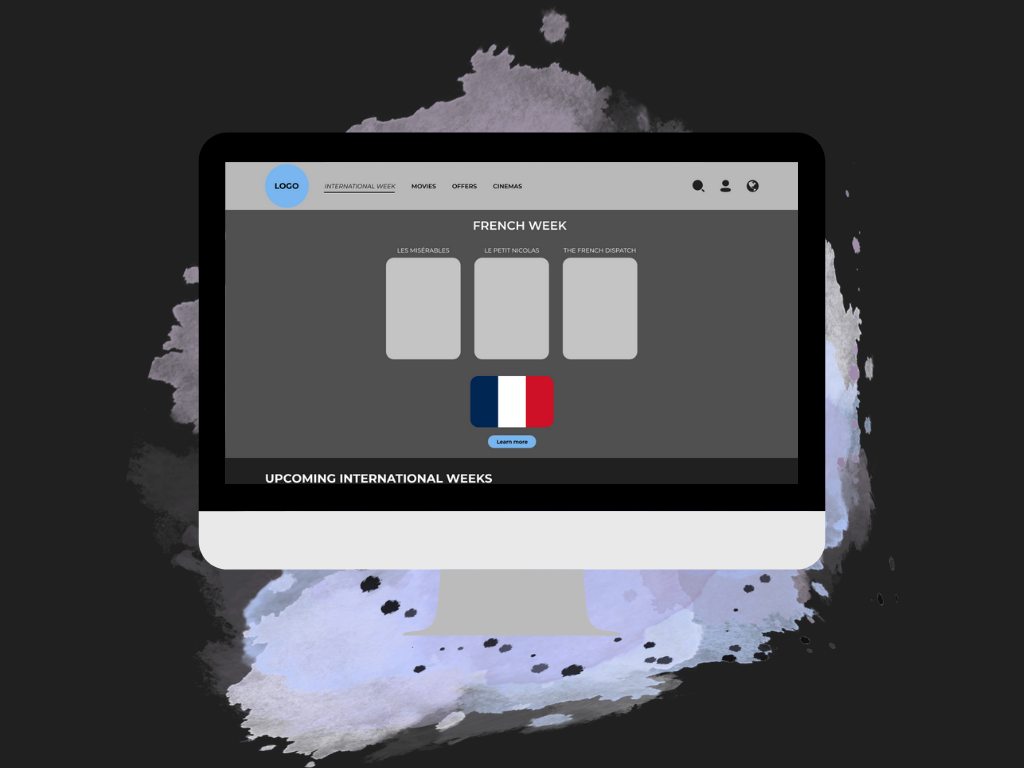 LOGO
INTERNATIONAL WEEK
MOVIES
OFFERS
CINEMAS
FRENCH WEEK
LES MISÉRABLES
LE PETIT NICOLAS
THE FRENCH DISPATCH
Learn more
UPCOMING INTERNATIONAL WEEKS